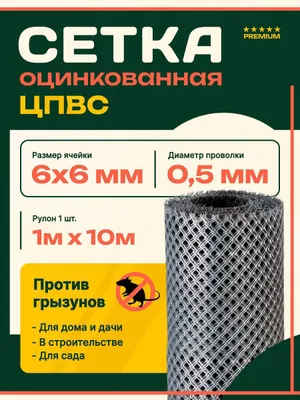 ★★★★★
PREMIUM
СЕТКА
оцинкованная
ЦПВС
Размер ячейки
6х6 мм
Диаметр проволки
0,5 мм
Рулон 1 шт.
1м х 10м
Против
грызунов
- Для дома и дачи
- В строительстве
- Для сада